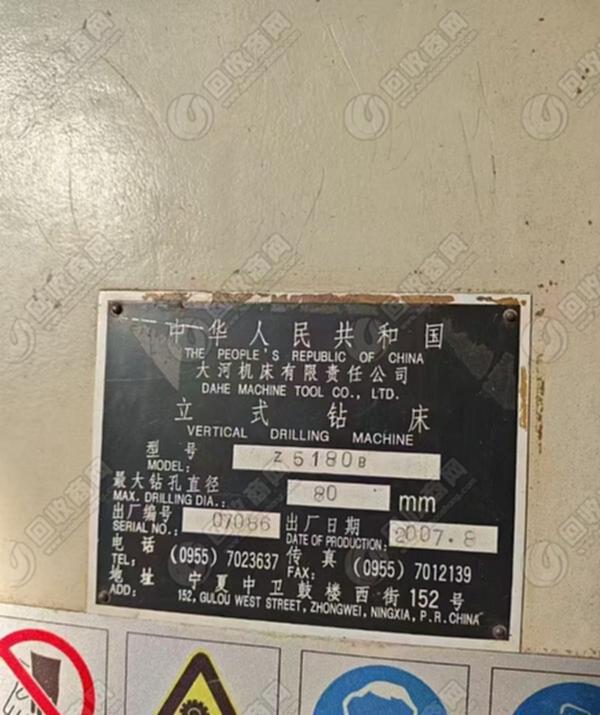 中华人民共和国
THE PEOPLE'S REPUBLIC OF CHINA
大河机床有限责任公司
DAHE MACHINE TOOL CO., LTD.
立式钻床
VERTICAL DRILLING MACHINE
型号
MODEL: Z5180B
最大钻孔直径
MAX. DRILLING DIA.: 80 mm
出厂编号 出厂日期
SERIAL NO.: 07086 DATE OF PRODUCTION: 2007.8
电话 传真
TEL: (0955) 7023637 FAX: (0955) 7012139
地址 宁夏中卫鼓楼西街152号
ADD: 152, GULOU WEST STREET, ZHONGWEI, NINGXIA, P.R.CHINA
回收商网